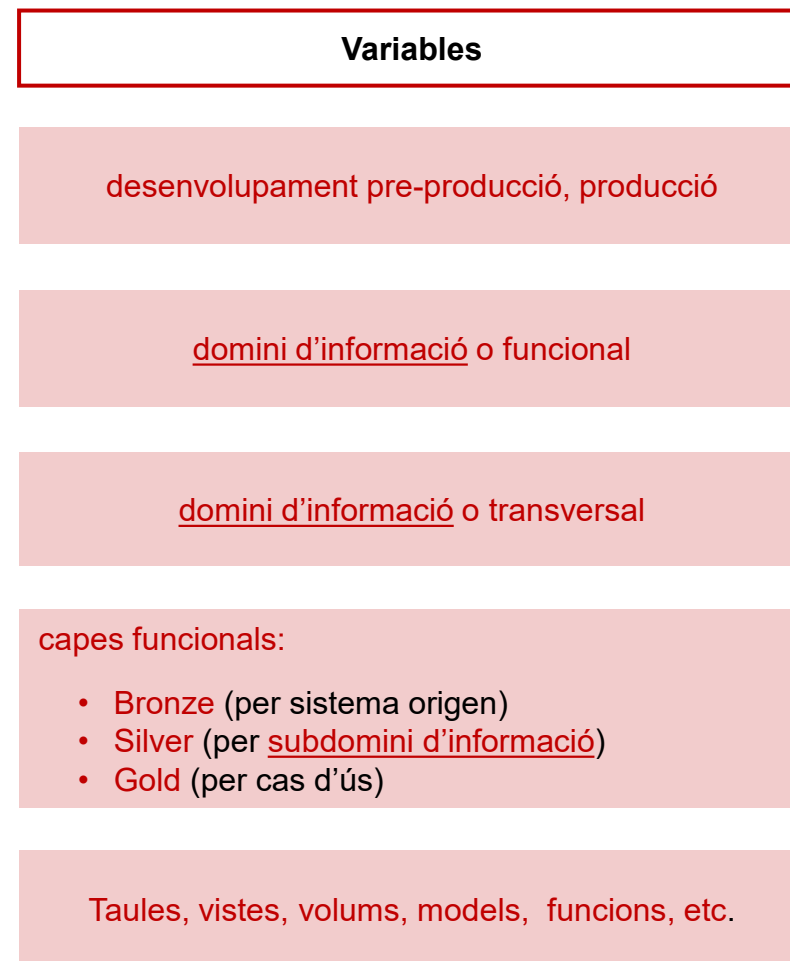 Variables
desenvolupament pre-producció, producció
domini d’informació o funcional
domini d’informació o transversal
capes funcionals:
• Bronze (per sistema origen)
• Silver (per subdomini d’informació)
• Gold (per cas d’ús)
Taules, vistes, volums, models, funcions, etc.